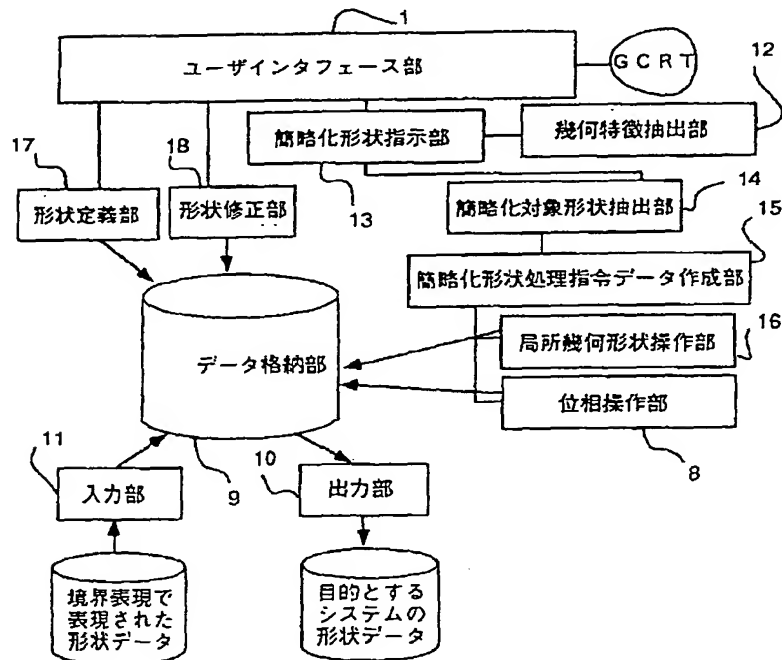 1
ユーザインタフェース部
GCRT
12
簡略化形状指示部
幾何特徴抽出部
17
18
13
形状定義部
形状修正部
14
簡略化対象形状抽出部
15
簡略化形状処理指令データ作成部
データ格納部
局所幾何形状操作部
16
位相操作部
8
11
9
10
入力部
出力部
境界表現で
表現された
形状データ
目的とする
システムの
形状データ